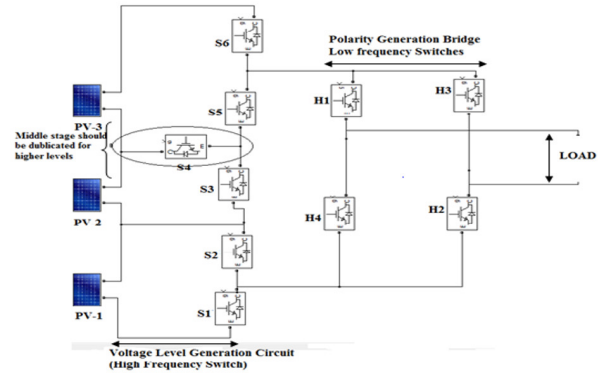 S6
Polarity Generation Bridge
Low frequency Switches
H3
S5
H1
PV-3
Middle stage should
be dublicated for
higher levels
S4
LOAD
S3
PV-2
H4
H2
S2
S1
PV-1
Voltage Level Generation Circuit
(High Frequency Switch)